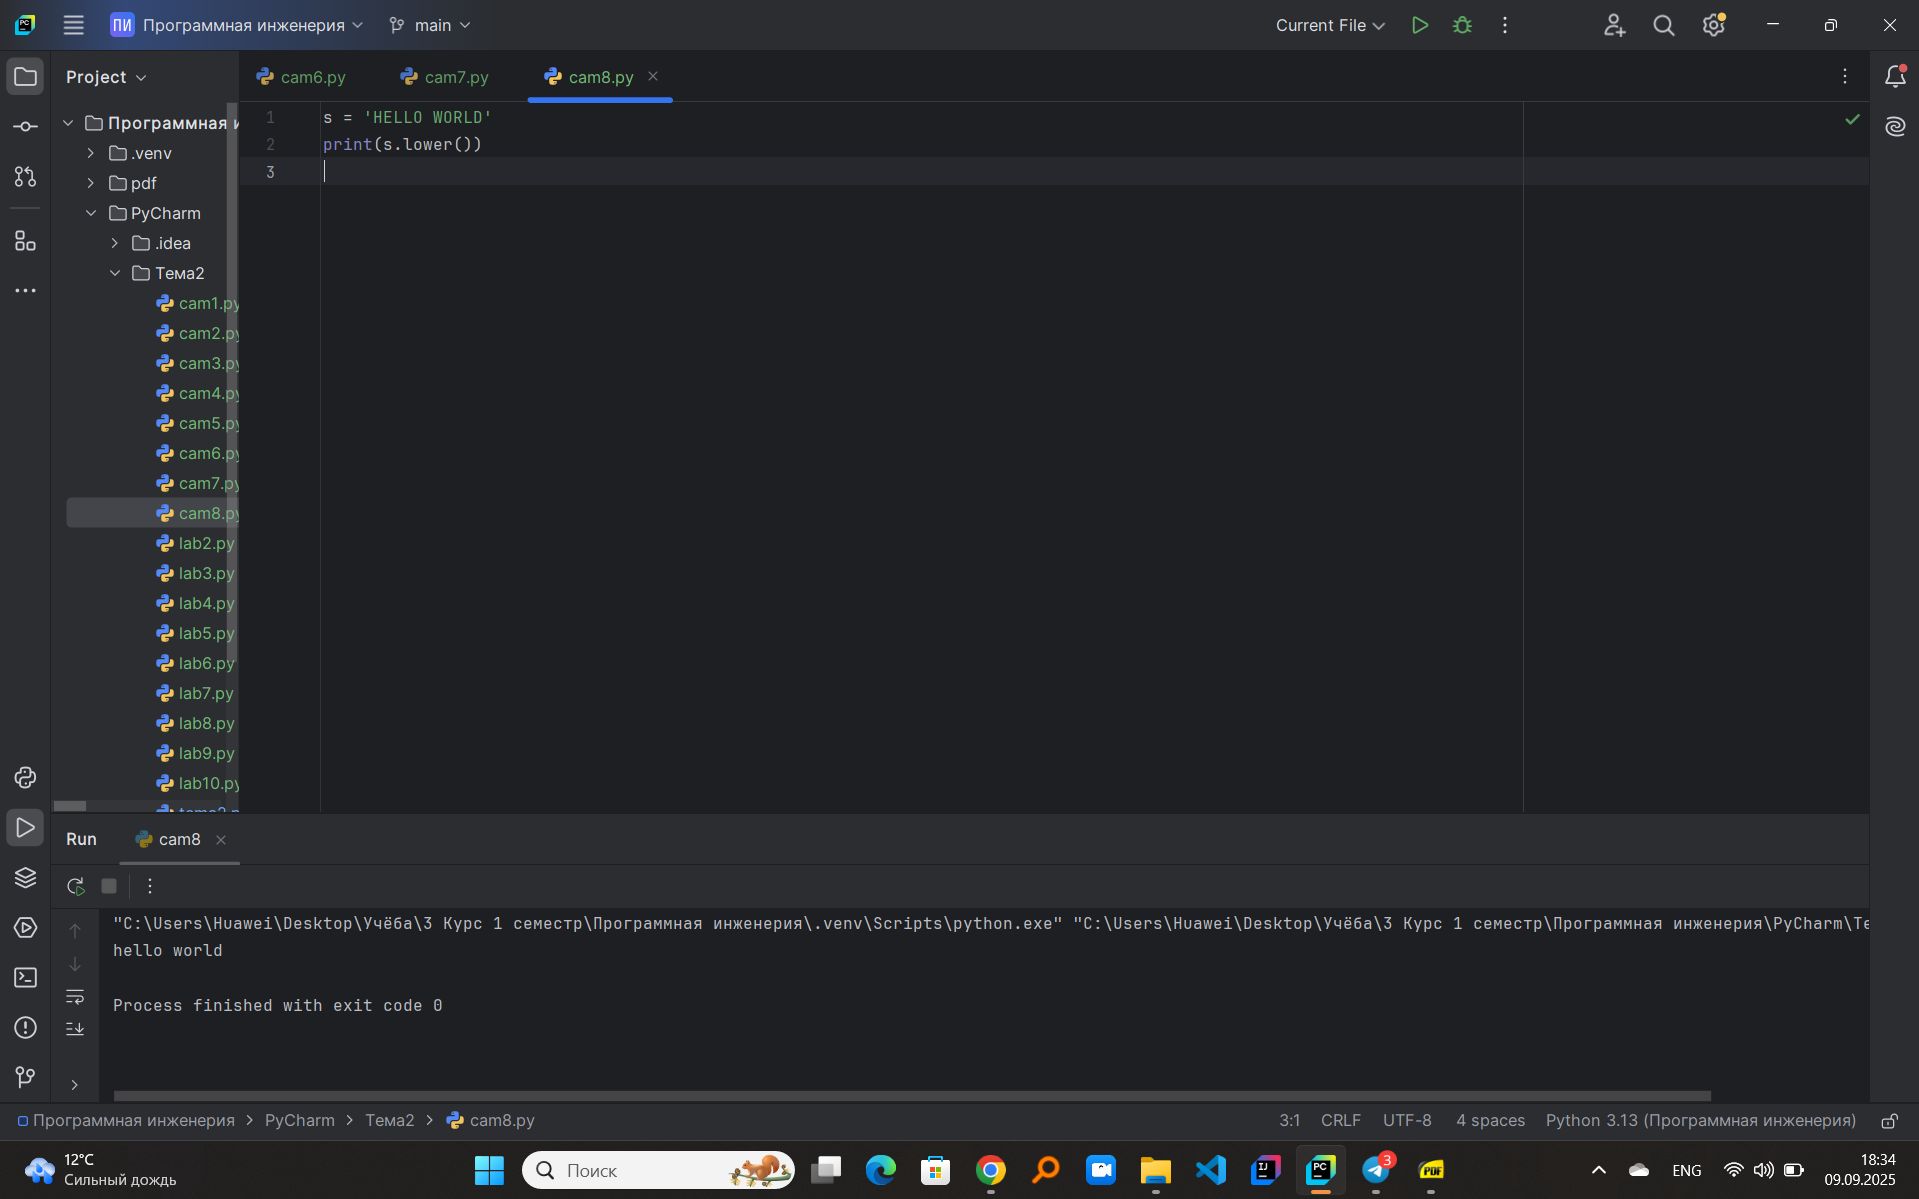 ПИ Программная инженерия main Current File
Project
cam6.py cam7.py cam8.py
Программная
.venv
pdf
PyCharm
.idea
Тема2
cam1.py
cam2.py
cam3.py
cam4.py
cam5.py
cam6.py
cam7.py
cam8.py
lab2.py
lab3.py
lab4.py
lab5.py
lab6.py
lab7.py
lab8.py
lab9.py
lab10.py
1 s = 'HELLO WORLD'
2 print(s.lower())
3
Run cam8
"C:\Users\Huawei\Desktop\Учёба\3 Курс 1 семестр\Программная инженерия\.venv\Scripts\python.exe" "C:\Users\Huawei\Desktop\Учёба\3 Курс 1 семестр\Программная инженерия\PyCharm\Те
hello world
Process finished with exit code 0
Программная инженерия PyCharm Тема2 cam8.py 3:1 CRLF UTF-8 4 spaces Python 3.13 (Программная инженерия)
12°C
Сильный дождь
Поиск
3
PDF
ENG
18:34
09.09.2025